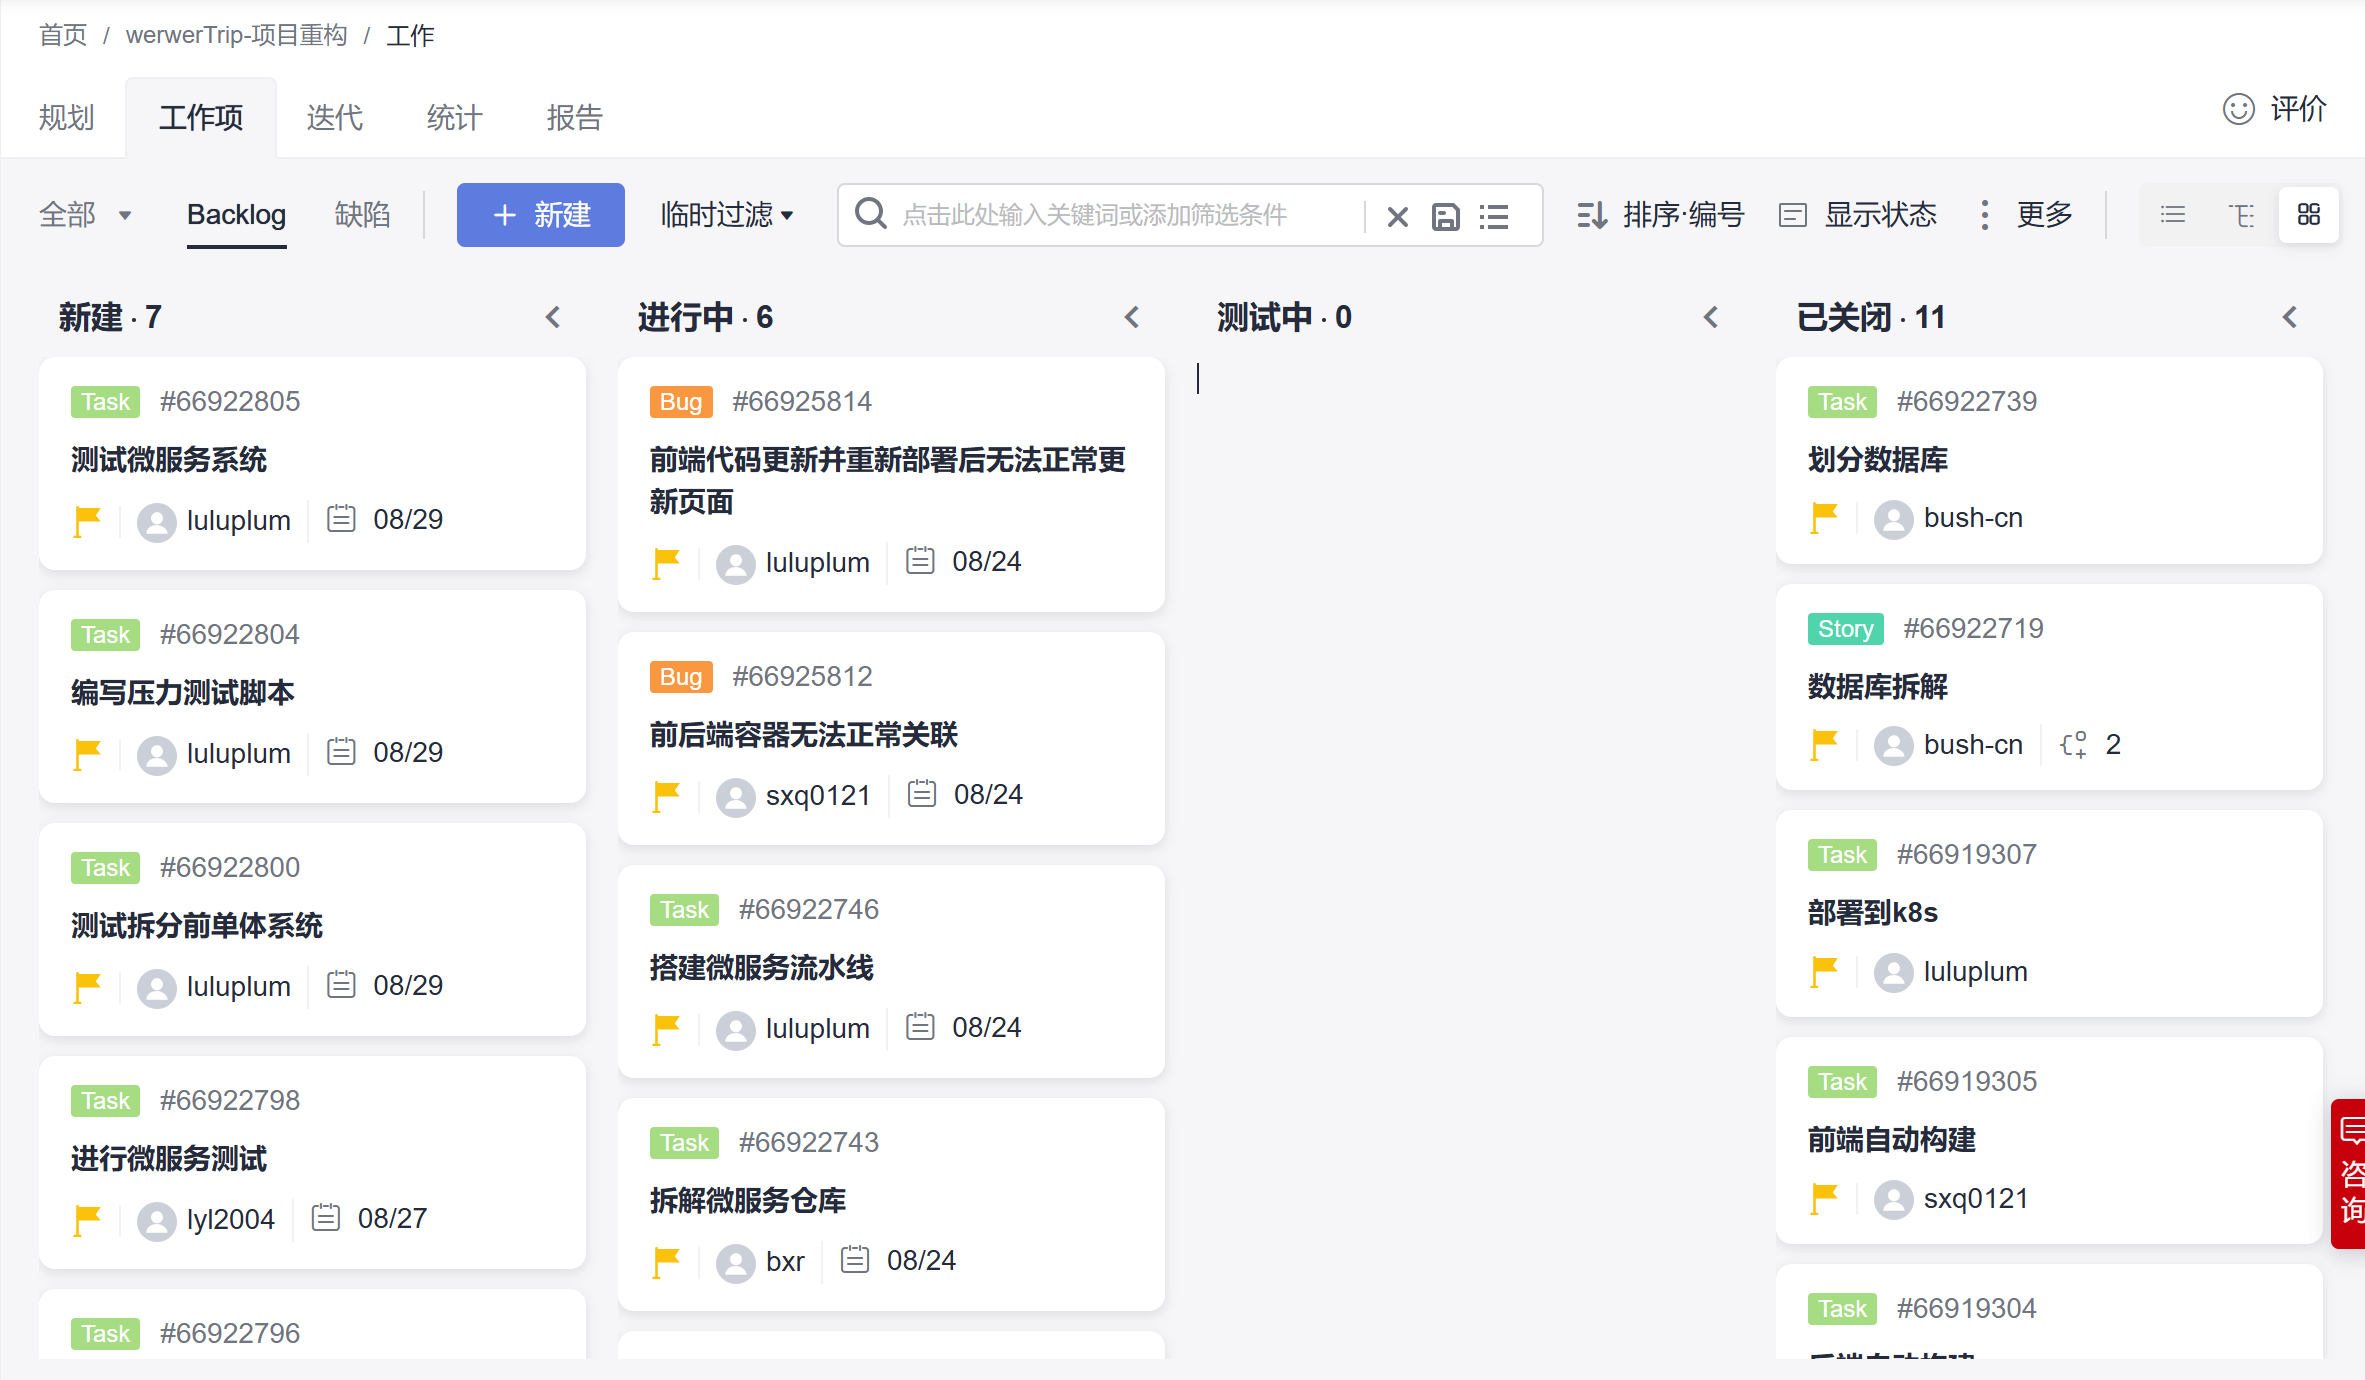 首页 / werwerTrip-项目重构 / 工作
规划 工作项 迭代 统计 报告
评价
全部 Backlog 缺陷 新建 临时过滤 点击此处输入关键词或添加筛选条件 排序·编号 显示状态 更多
新建 · 7
Task #66922805
测试微服务系统
luluplum 08/29
Task #66922804
编写压力测试脚本
luluplum 08/29
Task #66922800
测试拆分前单体系统
luluplum 08/29
Task #66922798
进行微服务测试
lyl2004 08/27
Task #66922796
进行中 · 6
Bug #66925814
前端代码更新并重新部署后无法正常更
新页面
luluplum 08/24
Bug #66925812
前后端容器无法正常关联
sxq0121 08/24
Task #66922746
搭建微服务流水线
luluplum 08/24
Task #66922743
拆解微服务仓库
bxr 08/24
测试中 · 0
已关闭 · 11
Task #66922739
划分数据库
bush-cn
Story #66922719
数据库拆解
bush-cn 2
Task #66919307
部署到k8s
luluplum
Task #66919305
前端自动构建
sxq0121
Task #66919304
后端自动构建
咨
询